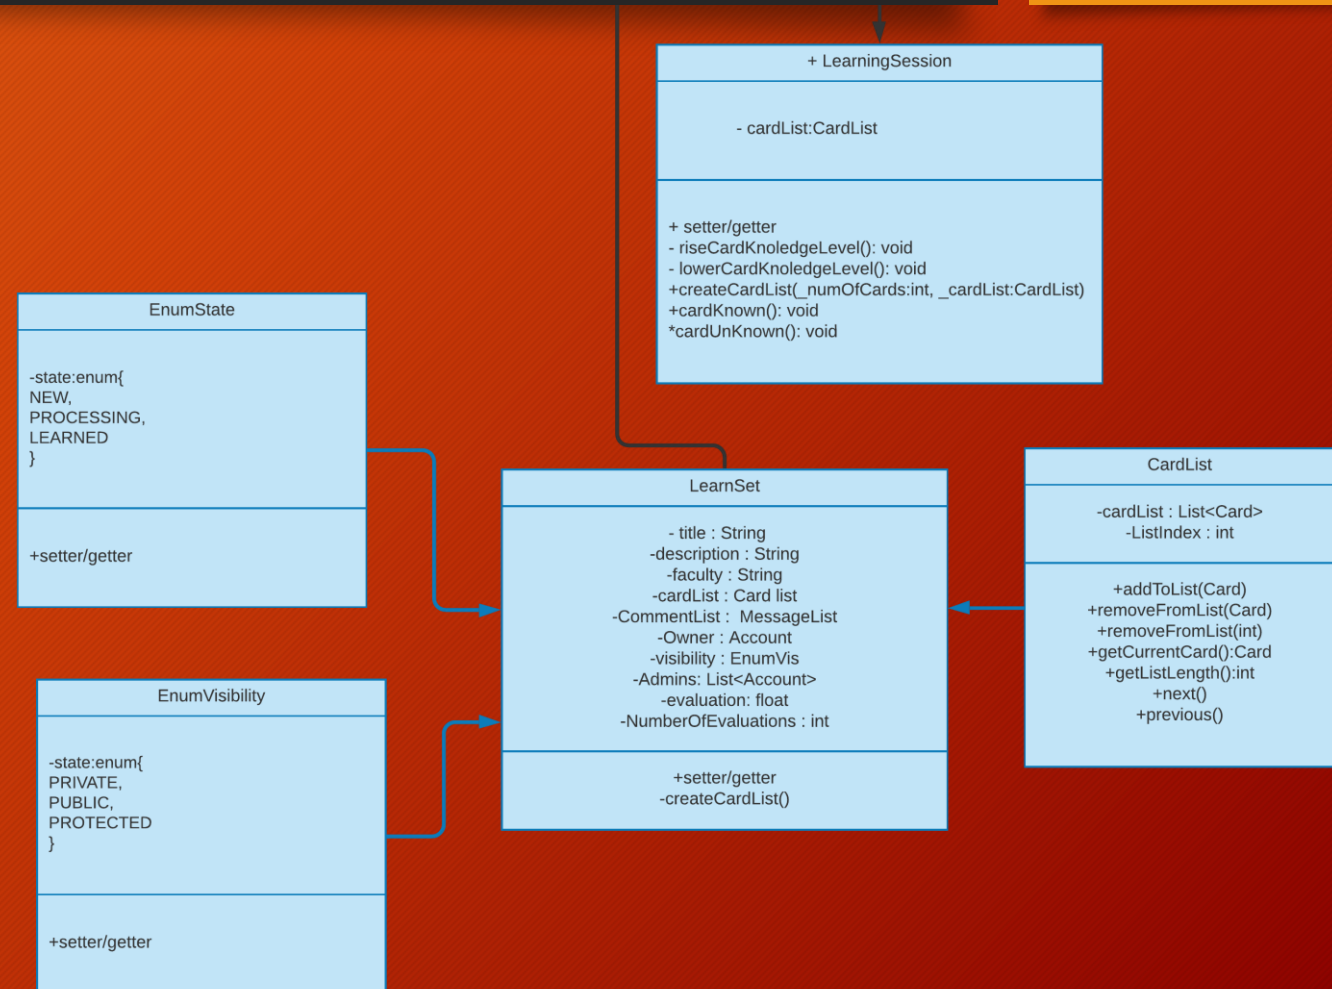 + LearningSession
- cardList:CardList
+ setter/getter
- riseCardKnoledgeLevel(): void
- lowerCardKnoledgeLevel(): void
+createCardList(_numOfCards:int, _cardList:CardList)
+cardKnown(): void
*cardUnKnown(): void
EnumState
-state:enum{
NEW,
PROCESSING,
LEARNED
}
+setter/getter
LearnSet
- title : String
-description : String
-faculty : String
-cardList : Card list
-CommentList :  MessageList
-Owner : Account
-visibility : EnumVis
-Admins: List<Account>
-evaluation: float
-NumberOfEvaluations : int
+setter/getter
-createCardList()
CardList
-cardList : List<Card>
-ListIndex : int
+addToList(Card)
+removeFromList(Card)
+removeFromList(int)
+getCurrentCard():Card
+getListLength():int
+next()
+previous()
EnumVisibility
-state:enum{
PRIVATE,
PUBLIC,
PROTECTED
}
+setter/getter